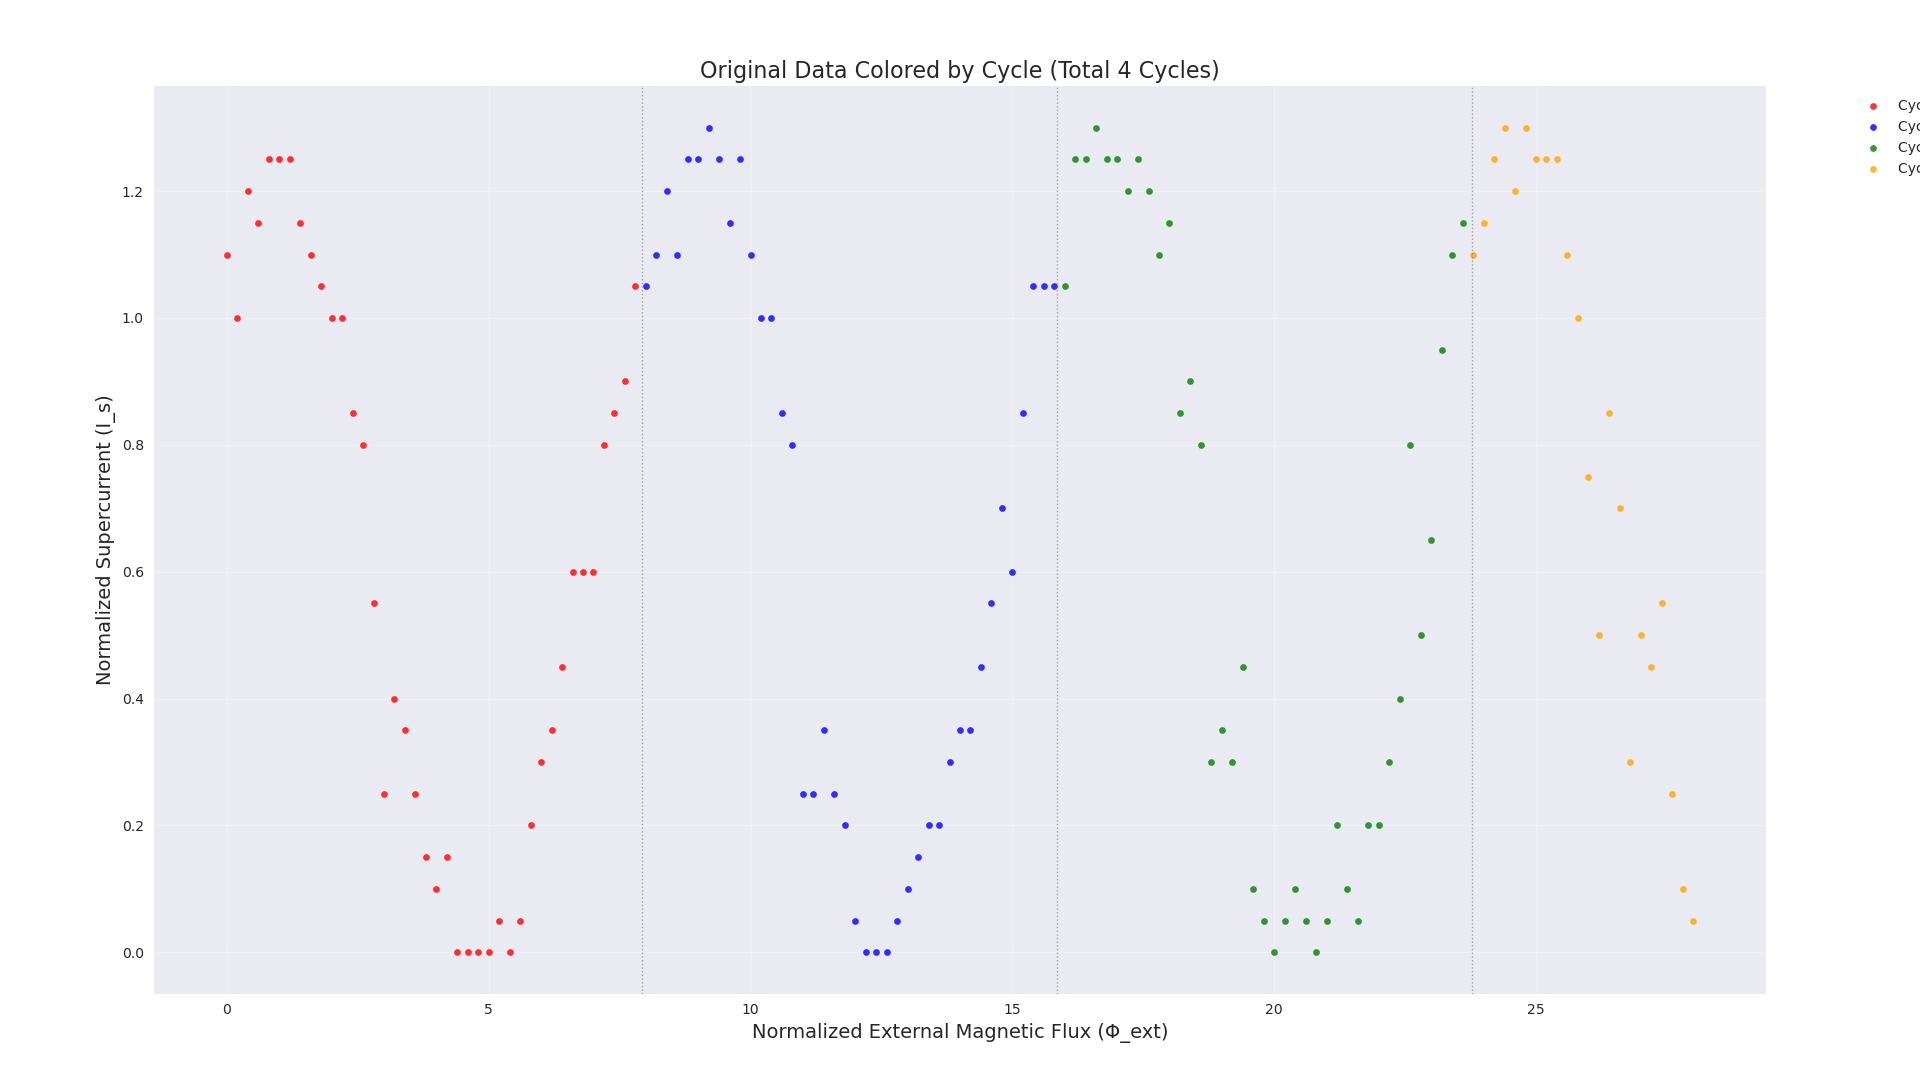 Original Data Colored by Cycle (Total 4 Cycles)
Cyc
Cyc
Cyc
Cyc
1.2
1.0
0.8
0.6
0.4
0.2
0.0
Normalized Supercurrent (I_s)
0 5 10 15 20 25
Normalized External Magnetic Flux (Φ_ext)